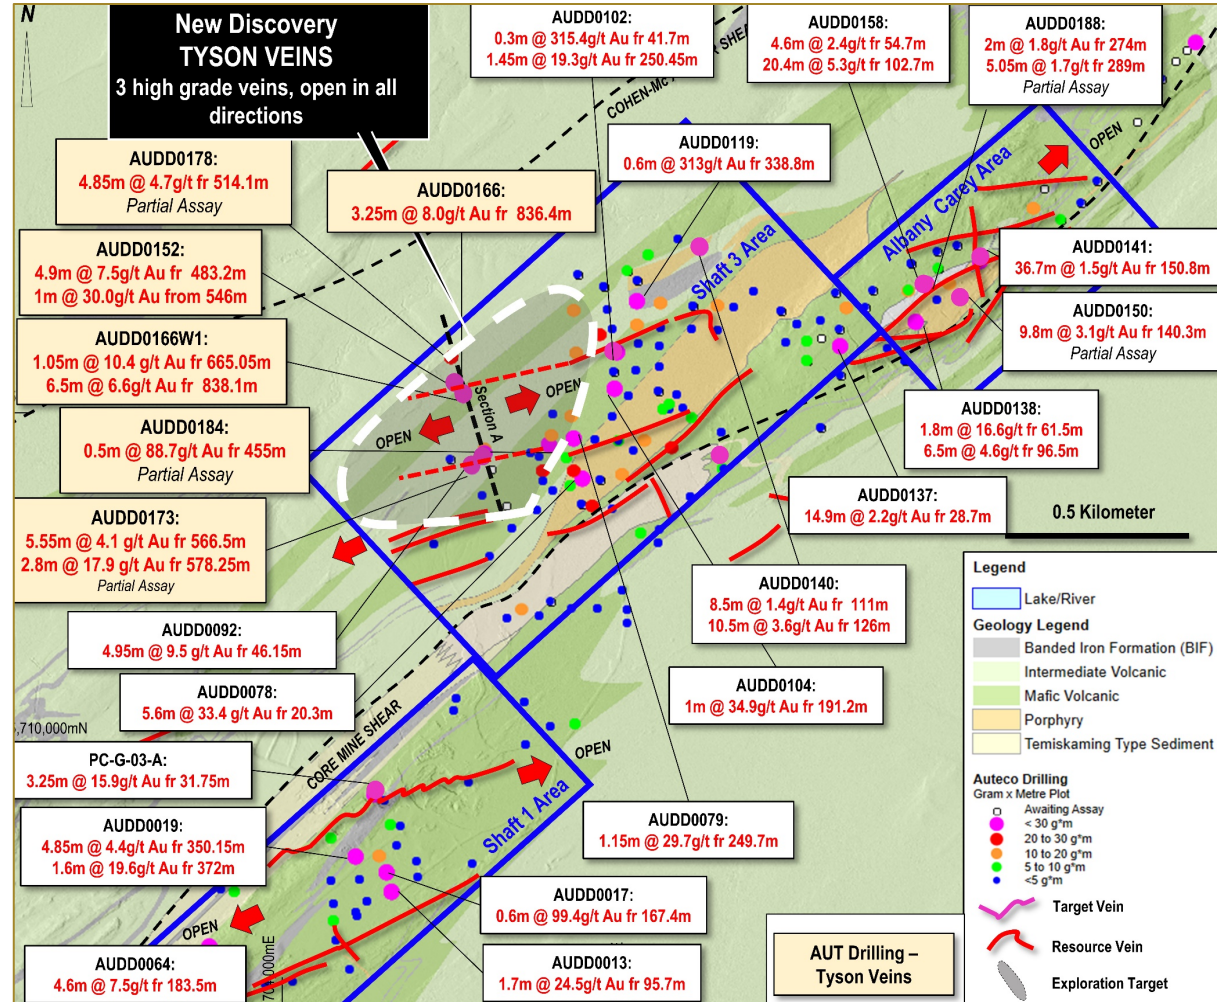 N
New Discovery
TYSON VEINS
3 high grade veins, open in all
directions
AUDD0102:
0.3m @ 315.4g/t Au fr 41.7m
1.45m @ 19.3g/t Au fr 250.45m
AUDD0158:
4.6m @ 2.4g/t fr 54.7m
20.4m @ 5.3g/t fr 102.7m
AUDD0188:
2m @ 1.8g/t Au fr 274m
5.05m @ 1.7g/t fr 289m
Partial Assay
AUDD0178:
4.85m @ 4.7g/t fr 514.1m
Partial Assay
AUDD0166:
3.25m @ 8.0g/t Au fr 836.4m
AUDD0119:
0.6m @ 313g/t Au fr 338.8m
OPEN
Albany Carey Area
Shaft 3 Area
AUDD0152:
4.9m @ 7.5g/t Au fr 483.2m
1m @ 30.0g/t Au from 546m
AUDD0141:
36.7m @ 1.5g/t Au fr 150.8m
AUDD0166W1:
1.05m @ 10.4 g/t Au fr 665.05m
6.5m @ 6.6g/t Au fr 838.1m
AUDD0150:
9.8m @ 3.1g/t Au fr 140.3m
Partial Assay
OPEN
Section A
OPEN
AUDD0184:
0.5m @ 88.7g/t Au fr 455m
Partial Assay
AUDD0138:
1.8m @ 16.6g/t fr 61.5m
6.5m @ 4.6g/t fr 96.5m
AUDD0173:
5.55m @ 4.1 g/t Au fr 566.5m
2.8m @ 17.9 g/t Au fr 578.25m
Partial Assay
AUDD0137:
14.9m @ 2.2g/t Au fr 28.7m
0.5 Kilometer
AUDD0140:
8.5m @ 1.4g/t Au fr 111m
10.5m @ 3.6g/t Au fr 126m
AUDD0092:
4.95m @ 9.5 g/t Au fr 46.15m
AUDD0078:
5.6m @ 33.4 g/t Au fr 20.3m
AUDD0104:
1m @ 34.9g/t Au fr 191.2m
,710,000mN
CORE MINE SHEAR
OPEN
PC-G-03-A:
3.25m @ 15.9g/t Au fr 31.75m
Shaft 1 Area
AUDD0019:
4.85m @ 4.4g/t Au fr 350.15m
1.6m @ 19.6g/t Au fr 372m
AUDD0079:
1.15m @ 29.7g/t Au fr 249.7m
AUDD0017:
0.6m @ 99.4g/t Au fr 167.4m
OPEN
AUDD0064:
4.6m @ 7.5g/t Au fr 183.5m
AUDD0013:
1.7m @ 24.5g/t Au fr 95.7m
AUT Drilling –
Tyson Veins
Legend
Lake/River
Geology Legend
Banded Iron Formation (BIF)
Intermediate Volcanic
Mafic Volcanic
Porphyry
Temiskaming Type Sediment
Auteco Drilling
Gram x Metre Plot
Awaiting Assay
< 30 g*m
20 to 30 g*m
10 to 20 g*m
5 to 10 g*m
<5 g*m
Target Vein
Resource Vein
Exploration Target